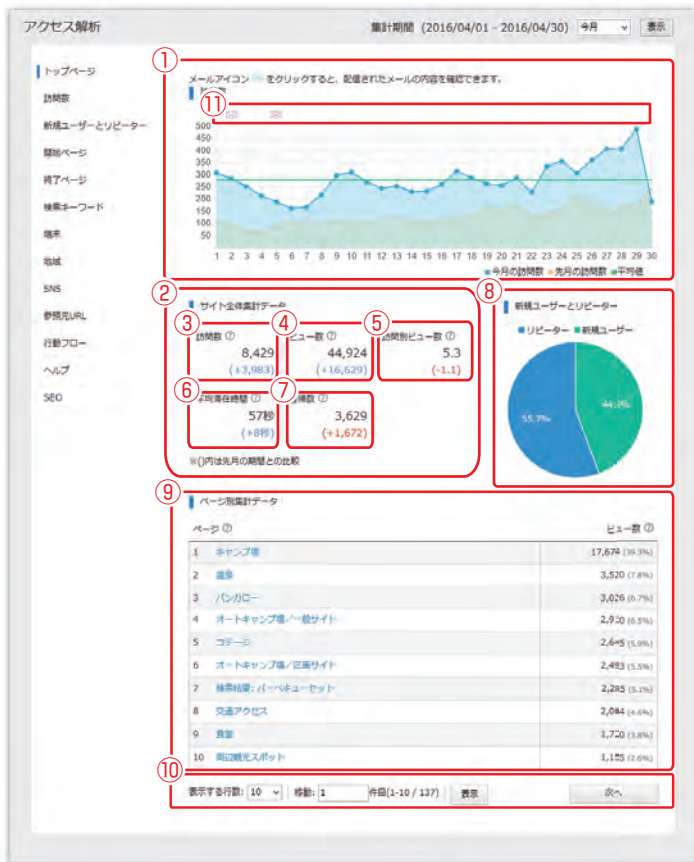 アクセス解析
集計期間 (2016/04/01 - 2016/04/30) 今月 表示
トップページ
訪問数
新規ユーザーとリピーター
開始ページ
終了ページ
検索キーワード
端末
地域
SNS
参照元URL
行動フロー
ヘルプ
SEO
①
メールアイコン をクリックすると、配信されたメールの内容を確認できます。
⑪
500
450
400
350
300
250
200
150
100
50
1 2 3 4 5 6 7 8 9 10 11 12 13 14 15 16 17 18 19 20 21 22 23 24 25 26 27 28 29 30
今月の訪問数 先月の訪問数 平均値
②
サイト全体集計データ
③ ④ ⑤
訪問数 ? ビュー数 ? 訪問別ビュー数 ?
8,429 44,924 5.3
(+3,983) (+16,629) (-1.1)
⑥ ⑦
平均滞在時間 ?
57秒 3,629
(+8秒) (+1,672)
※()内は先月の期間との比較
⑧
新規ユーザーとリピーター
リピーター 新規ユーザー
55.7% 44.3%
⑨
ページ別集計データ
ページ ? ビュー数 ?
1 キャンプ場 17,674 (39.3%)
2 温泉 3,520 (7.8%)
3 バンガロー 3,026 (6.7%)
4 オートキャンプ場/一般サイト (6.5%)
5 コテージ (5.9%)
6 オートキャンプ場/区画サイト 2,493 (5.5%)
7 検索結果: バーベキューセット 2,285 (5.1%)
8 交通アクセス 2,084 (4.6%)
9 食堂 (3.8%)
10 周辺観光スポット (2.6%)
⑩
表示する行数: 10 移動: 1 件目(1-10 / 137) 表示 次へ